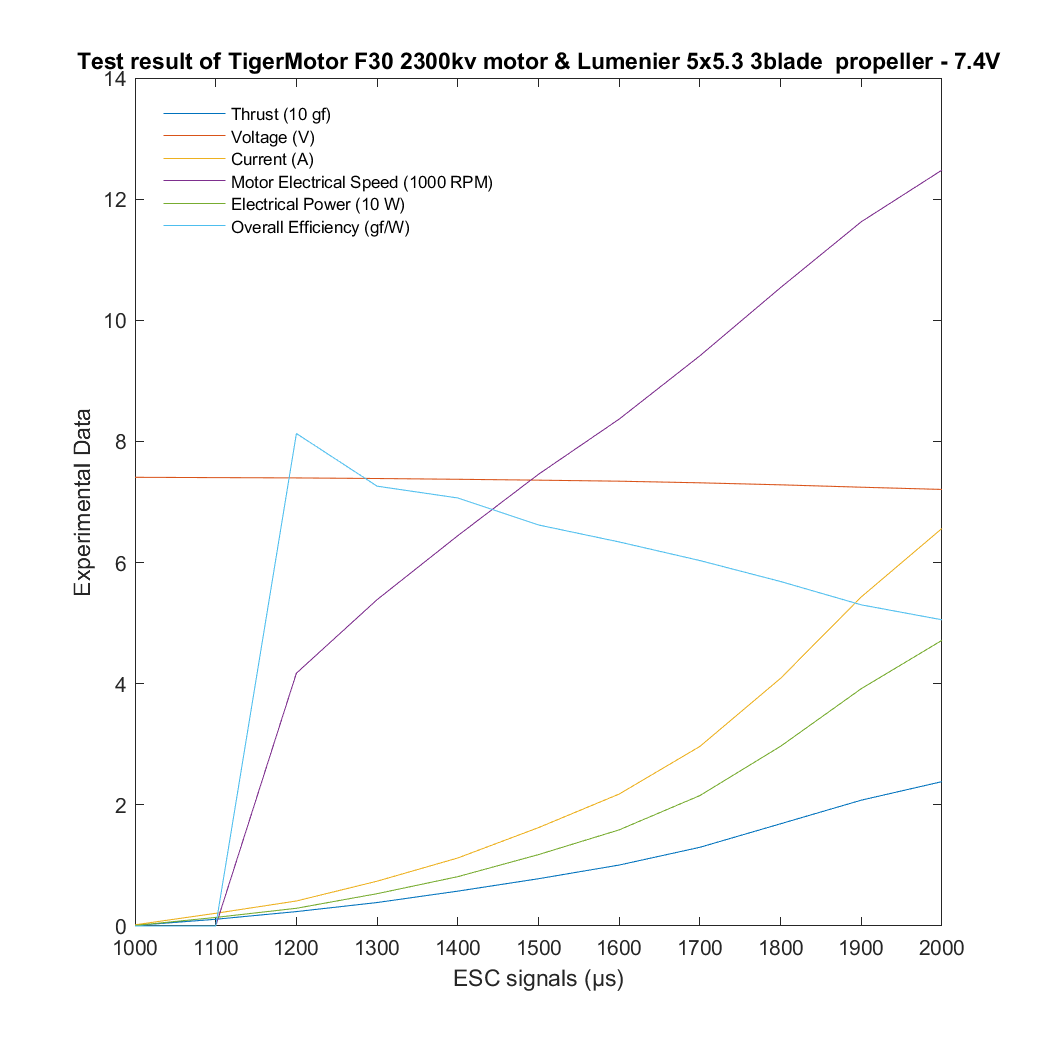 Test result of TigerMotor F30 2300kv motor & Lumenier 5x5.3 3blade  propeller - 7.4V
14
Thrust (10 gf)
Voltage (V)
Current (A)
Motor Electrical Speed (1000 RPM)
Electrical Power (10 W)
Overall Efficiency (gf/W)
12
10
8
6
4
2
0
Experimental Data
1000 1100 1200 1300 1400 1500 1600 1700 1800 1900 2000
ESC signals (µs)